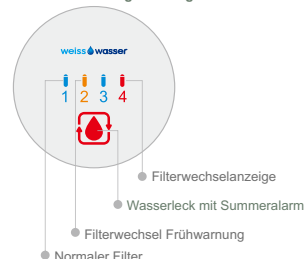 weiss wasser
1 2 3 4
Filterwechselanzeige
Wasserleck mit Summeralarm
Filterwechsel Frühwarnung
Normaler Filter